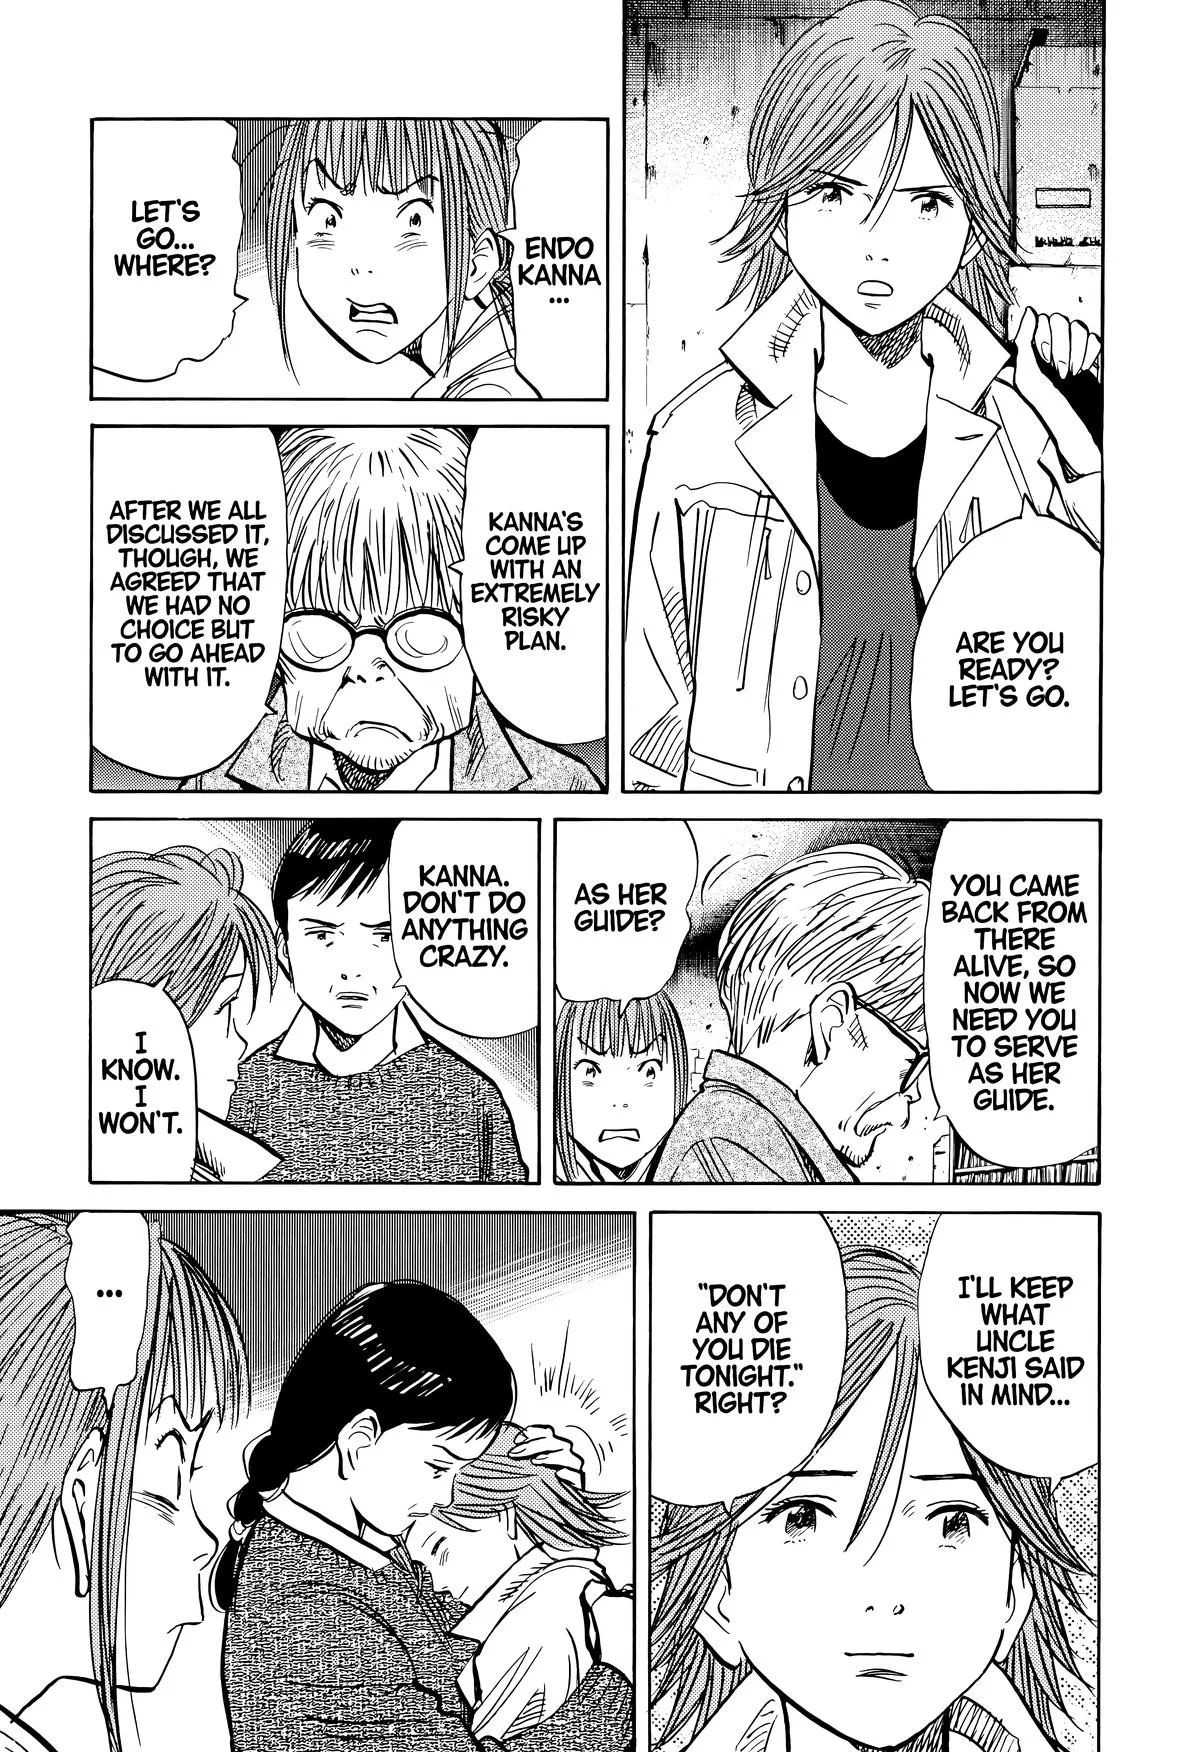 ARE YOU
READY?
LET'S GO.
ENDO
KANNA
...
LET'S
GO...
WHERE?
KANNA'S
COME UP
WITH AN
EXTREMELY
RISKY
PLAN.
AFTER WE ALL
DISCUSSED IT,
THOUGH, WE
AGREED THAT
WE HAD NO
CHOICE BUT
TO GO AHEAD
WITH IT.
YOU CAME
BACK FROM
THERE
ALIVE, SO
NOW WE
NEED YOU
TO SERVE
AS HER
GUIDE.
AS HER
GUIDE?
KANNA.
DON'T DO
ANYTHING
CRAZY.
I
KNOW.
I
WON'T.
I'LL KEEP
WHAT
UNCLE
KENJI SAID
IN MIND...
"DON'T
ANY OF
YOU DIE
TONIGHT."
RIGHT?
...